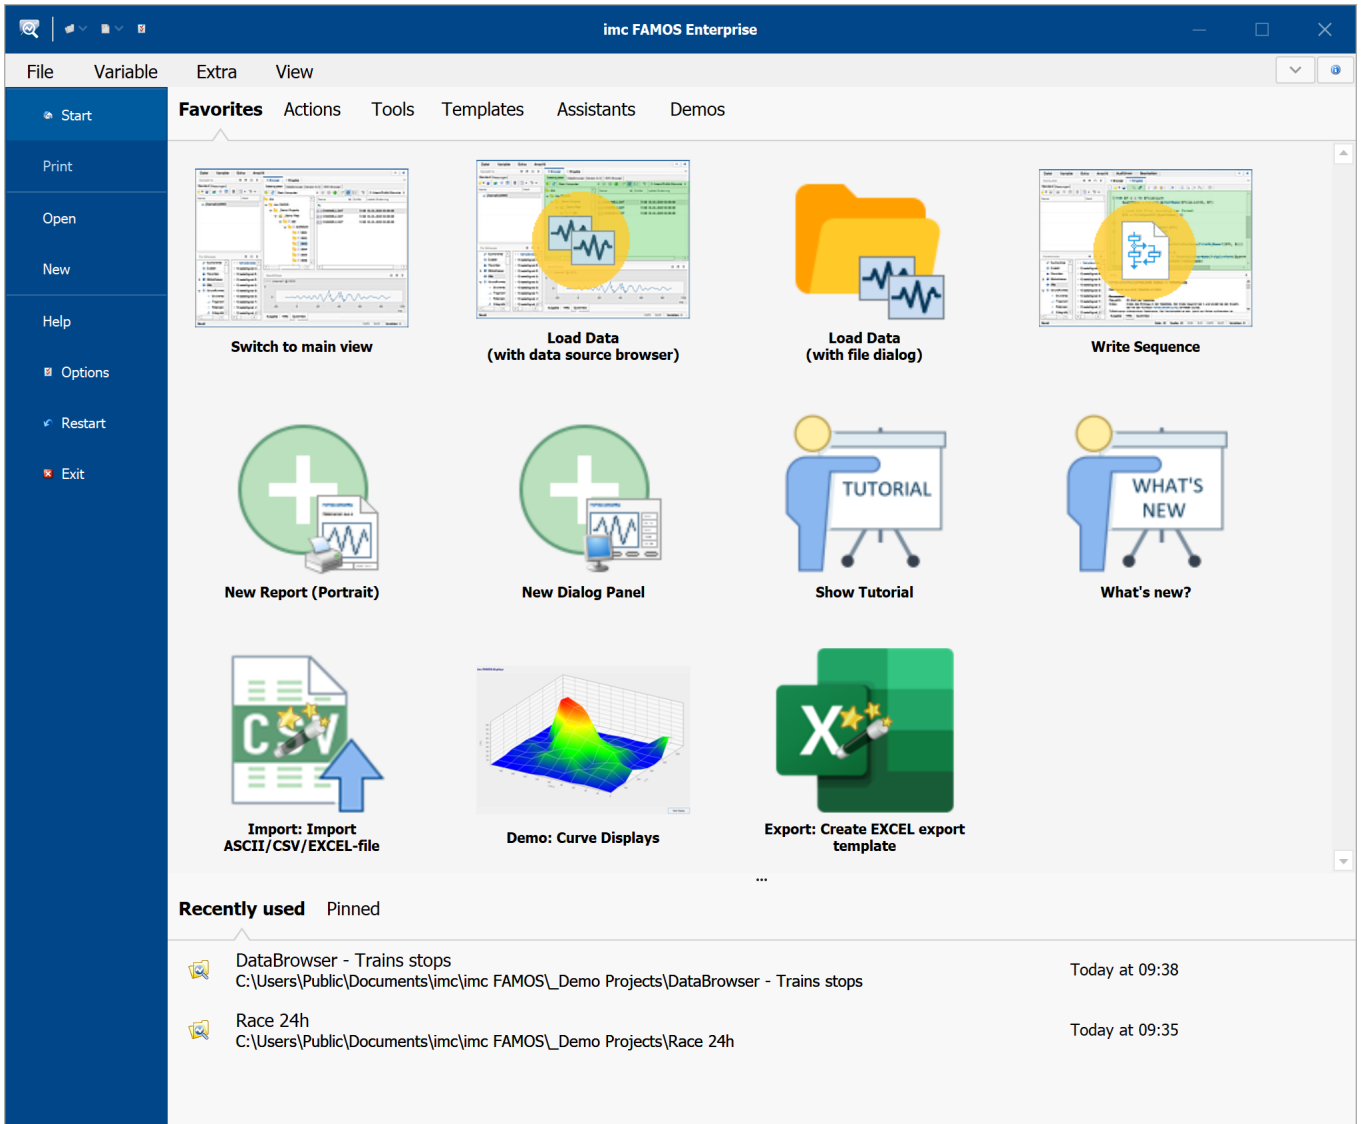 imc FAMOS Enterprise
File Variable Extra View
Start
Print
Open
New
Help
Options
Restart
Exit
Favorites Actions Tools Templates Assistants Demos
Switch to main view
Load Data
(with data source browser)
Load Data
(with file dialog)
Write Sequence
TUTORIAL
WHAT'S
NEW
New Report (Portrait)
New Dialog Panel
Show Tutorial
What's new?
CSV
X
Import: Import
ASCII/CSV/EXCEL-file
Demo: Curve Displays
Export: Create EXCEL export
template
...
Recently used Pinned
DataBrowser - Trains stops
C:\Users\Public\Documents\imc\imc FAMOS\_Demo Projects\DataBrowser - Trains stops
Today at 09:38
Race 24h
C:\Users\Public\Documents\imc\imc FAMOS\_Demo Projects\Race 24h
Today at 09:35